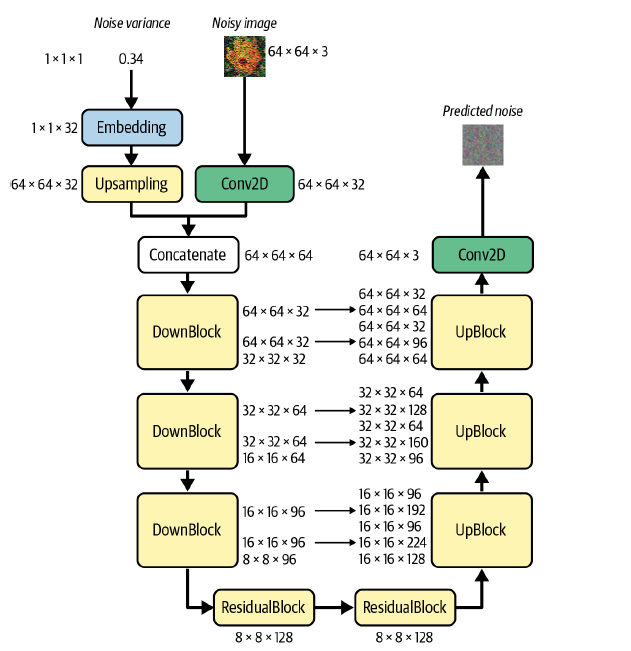 Noise variance
Noisy image
1 × 1 × 1
0.34
64 × 64 × 3
1 × 1 × 32
Embedding
64 × 64 × 32
Upsampling
Conv2D
64 × 64 × 32
Concatenate
64 × 64 × 64
DownBlock
64 × 64 × 32
64 × 64 × 32
32 × 32 × 32
DownBlock
32 × 32 × 64
32 × 32 × 64
16 × 16 × 64
DownBlock
16 × 16 × 96
16 × 16 × 96
8 × 8 × 96
ResidualBlock
8 × 8 × 128
ResidualBlock
8 × 8 × 128
16 × 16 × 96
16 × 16 × 192
16 × 16 × 96
16 × 16 × 224
16 × 16 × 128
UpBlock
32 × 32 × 64
32 × 32 × 128
32 × 32 × 64
32 × 32 × 160
32 × 32 × 96
UpBlock
64 × 64 × 32
64 × 64 × 64
64 × 64 × 32
64 × 64 × 96
64 × 64 × 64
UpBlock
64 × 64 × 3
Conv2D
Predicted noise